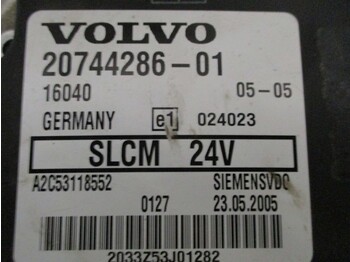 VOLVO
20744286-01
16040 05-05
GERMANY e1 024023
SLCM 24V
A2C53118552 SIEMENSVDO
0127 23.05.2005
2033Z53J01282